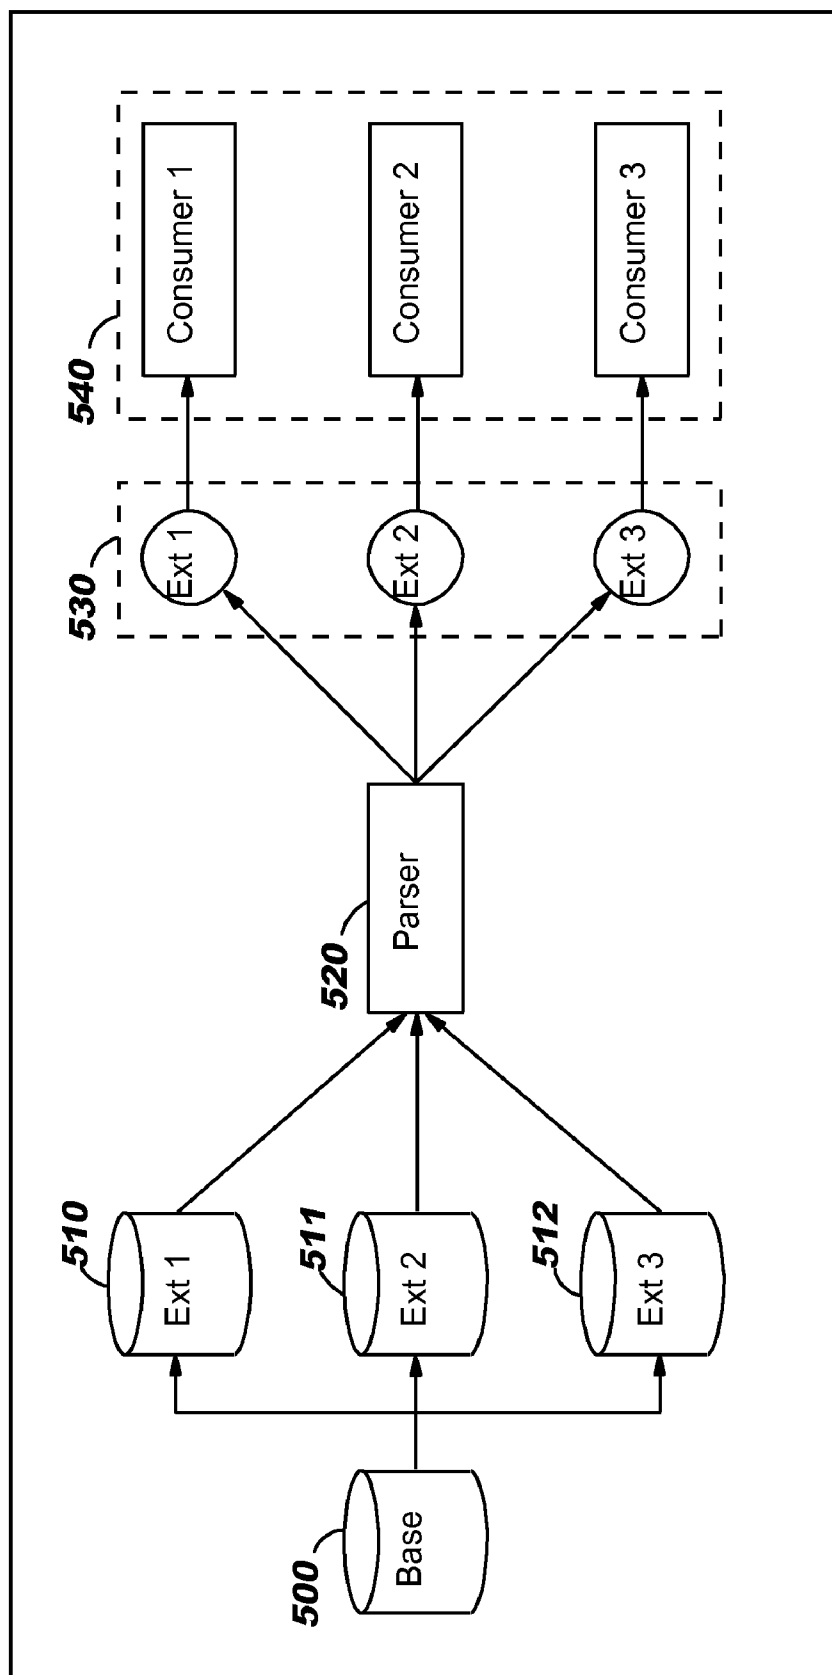 500
Base
510
Ext 1
511
Ext 2
512
Ext 3
520
Parser
530
Ext 1
Ext 2
Ext 3
540
Consumer 1
Consumer 2
Consumer 3